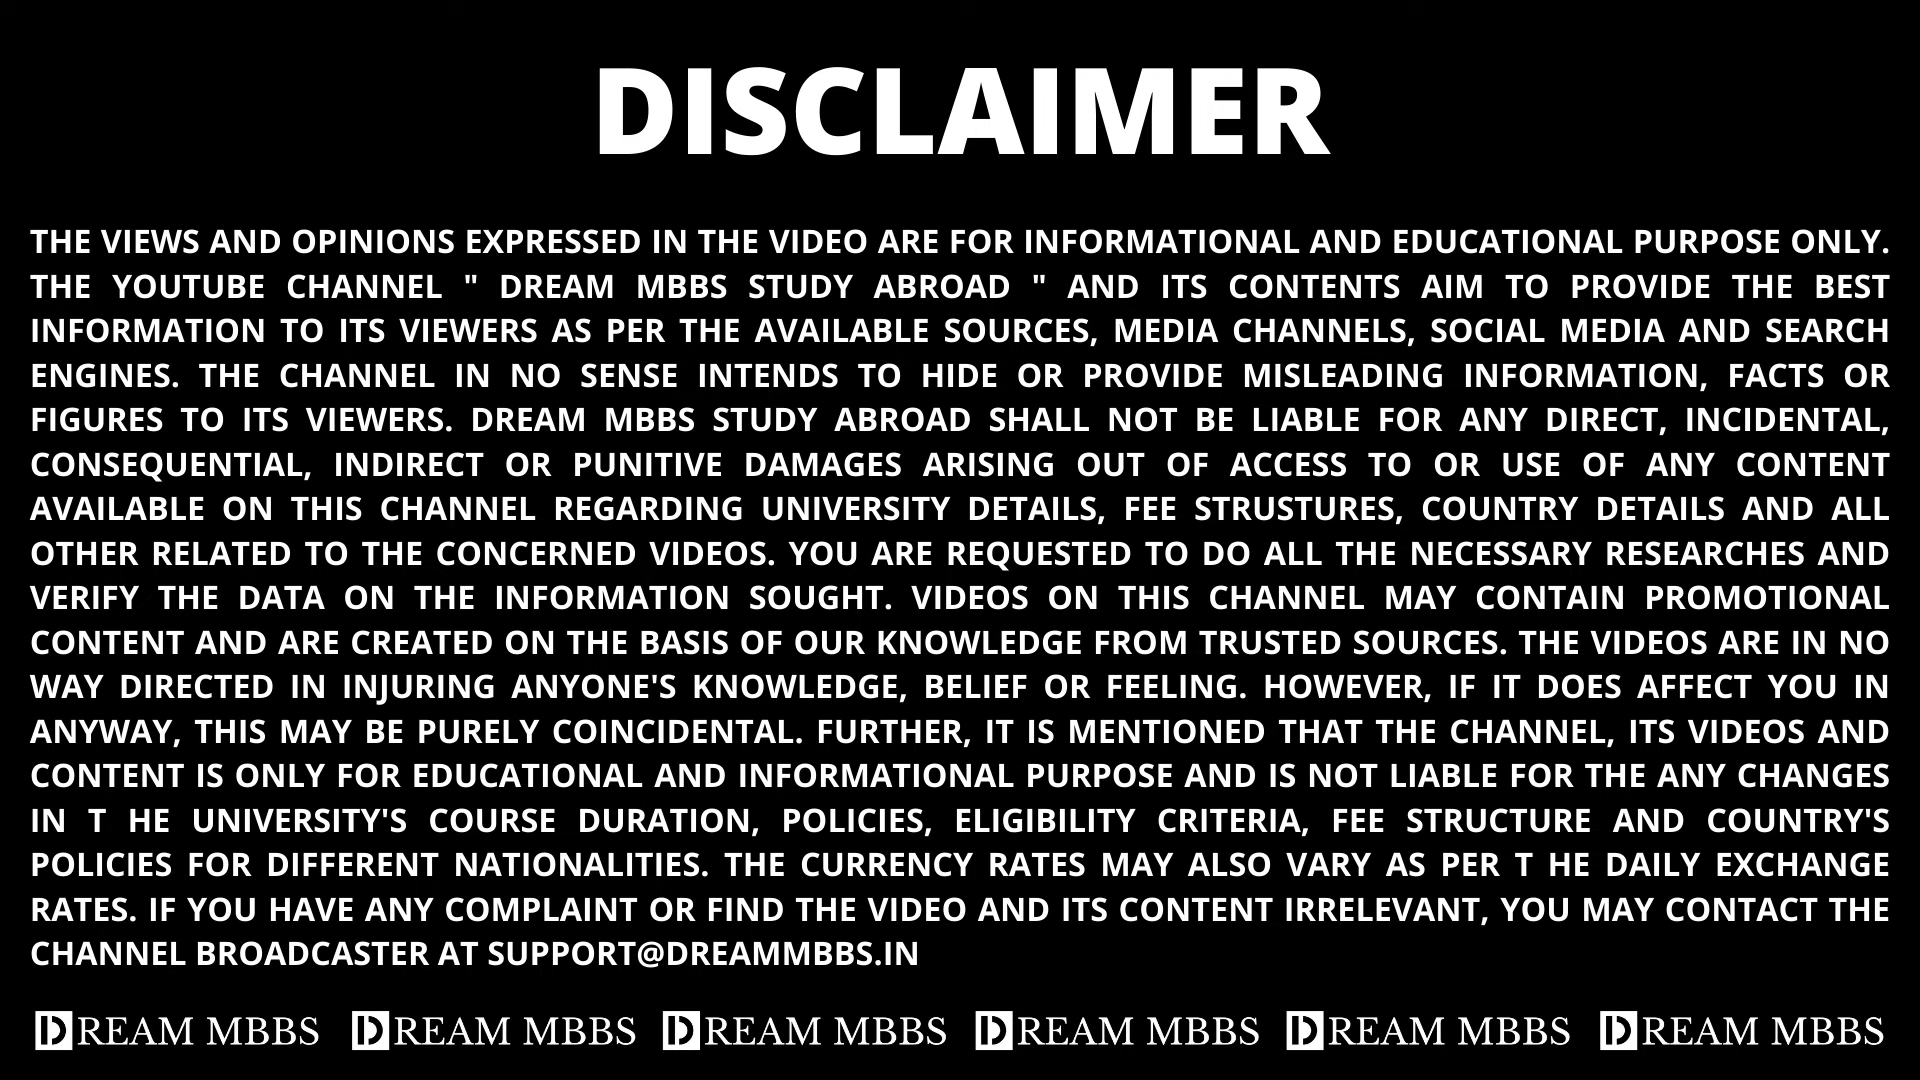 DISCLAIMER
THE VIEWS AND OPINIONS EXPRESSED IN THE VIDEO ARE FOR INFORMATIONAL AND EDUCATIONAL PURPOSE ONLY.
THE YOUTUBE CHANNEL " DREAM MBBS STUDY ABROAD " AND ITS CONTENTS AIM TO PROVIDE THE BEST
INFORMATION TO ITS VIEWERS AS PER THE AVAILABLE SOURCES, MEDIA CHANNELS, SOCIAL MEDIA AND SEARCH
ENGINES. THE CHANNEL IN NO SENSE INTENDS TO HIDE OR PROVIDE MISLEADING INFORMATION, FACTS OR
FIGURES TO ITS VIEWERS. DREAM MBBS STUDY ABROAD SHALL NOT BE LIABLE FOR ANY DIRECT, INCIDENTAL,
CONSEQUENTIAL, INDIRECT OR PUNITIVE DAMAGES ARISING OUT OF ACCESS TO OR USE OF ANY CONTENT
AVAILABLE ON THIS CHANNEL REGARDING UNIVERSITY DETAILS, FEE STRUSTURES, COUNTRY DETAILS AND ALL
OTHER RELATED TO THE CONCERNED VIDEOS. YOU ARE REQUESTED TO DO ALL THE NECESSARY RESEARCHES AND
VERIFY THE DATA ON THE INFORMATION SOUGHT. VIDEOS ON THIS CHANNEL MAY CONTAIN PROMOTIONAL
CONTENT AND ARE CREATED ON THE BASIS OF OUR KNOWLEDGE FROM TRUSTED SOURCES. THE VIDEOS ARE IN NO
WAY DIRECTED IN INJURING ANYONE'S KNOWLEDGE, BELIEF OR FEELING. HOWEVER, IF IT DOES AFFECT YOU IN
ANYWAY, THIS MAY BE PURELY COINCIDENTAL. FURTHER, IT IS MENTIONED THAT THE CHANNEL, ITS VIDEOS AND
CONTENT IS ONLY FOR EDUCATIONAL AND INFORMATIONAL PURPOSE AND IS NOT LIABLE FOR THE ANY CHANGES
IN T HE UNIVERSITY'S COURSE DURATION, POLICIES, ELIGIBILITY CRITERIA, FEE STRUCTURE AND COUNTRY'S
POLICIES FOR DIFFERENT NATIONALITIES. THE CURRENCY RATES MAY ALSO VARY AS PER T HE DAILY EXCHANGE
RATES. IF YOU HAVE ANY COMPLAINT OR FIND THE VIDEO AND ITS CONTENT IRRELEVANT, YOU MAY CONTACT THE
CHANNEL BROADCASTER AT SUPPORT@DREAMMBBS.IN
DREAM MBBS DREAM MBBS DREAM MBBS DREAM MBBS DREAM MBBS DREAM MBBS